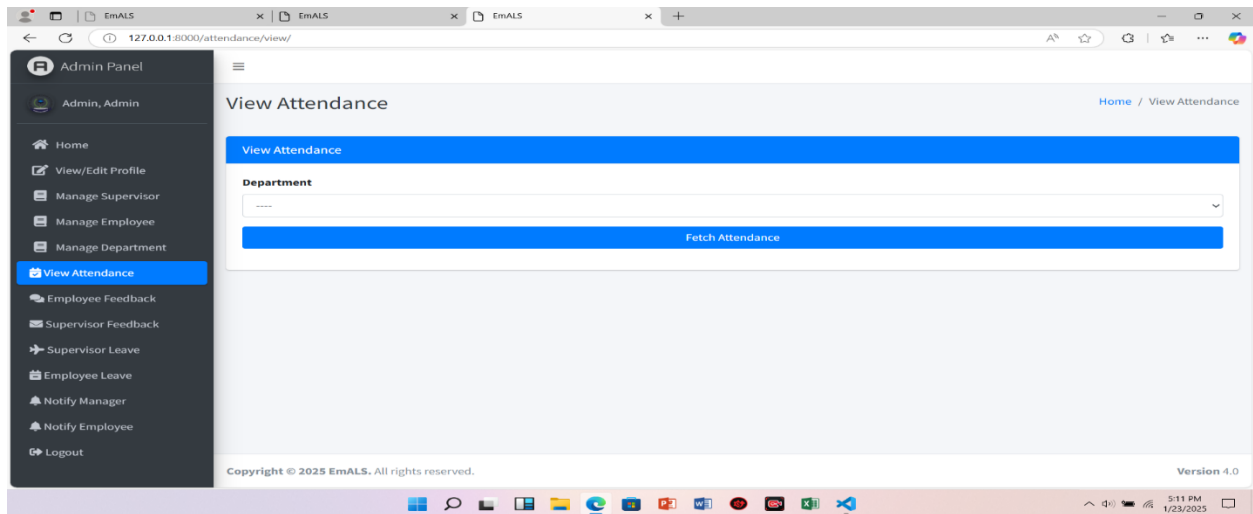 EmALS
EmALS
EmALS
127.0.0.1:8000/attendance/view/
Admin Panel
Admin, Admin
View Attendance
Home / View Attendance
Home
View/Edit Profile
Manage Supervisor
Manage Employee
Manage Department
View Attendance
Employee Feedback
Supervisor Feedback
Supervisor Leave
Employee Leave
Notify Manager
Notify Employee
Logout
View Attendance
Department
----
Fetch Attendance
Copyright © 2025 EmALS. All rights reserved.
Version 4.0
5:11 PM
1/23/2025